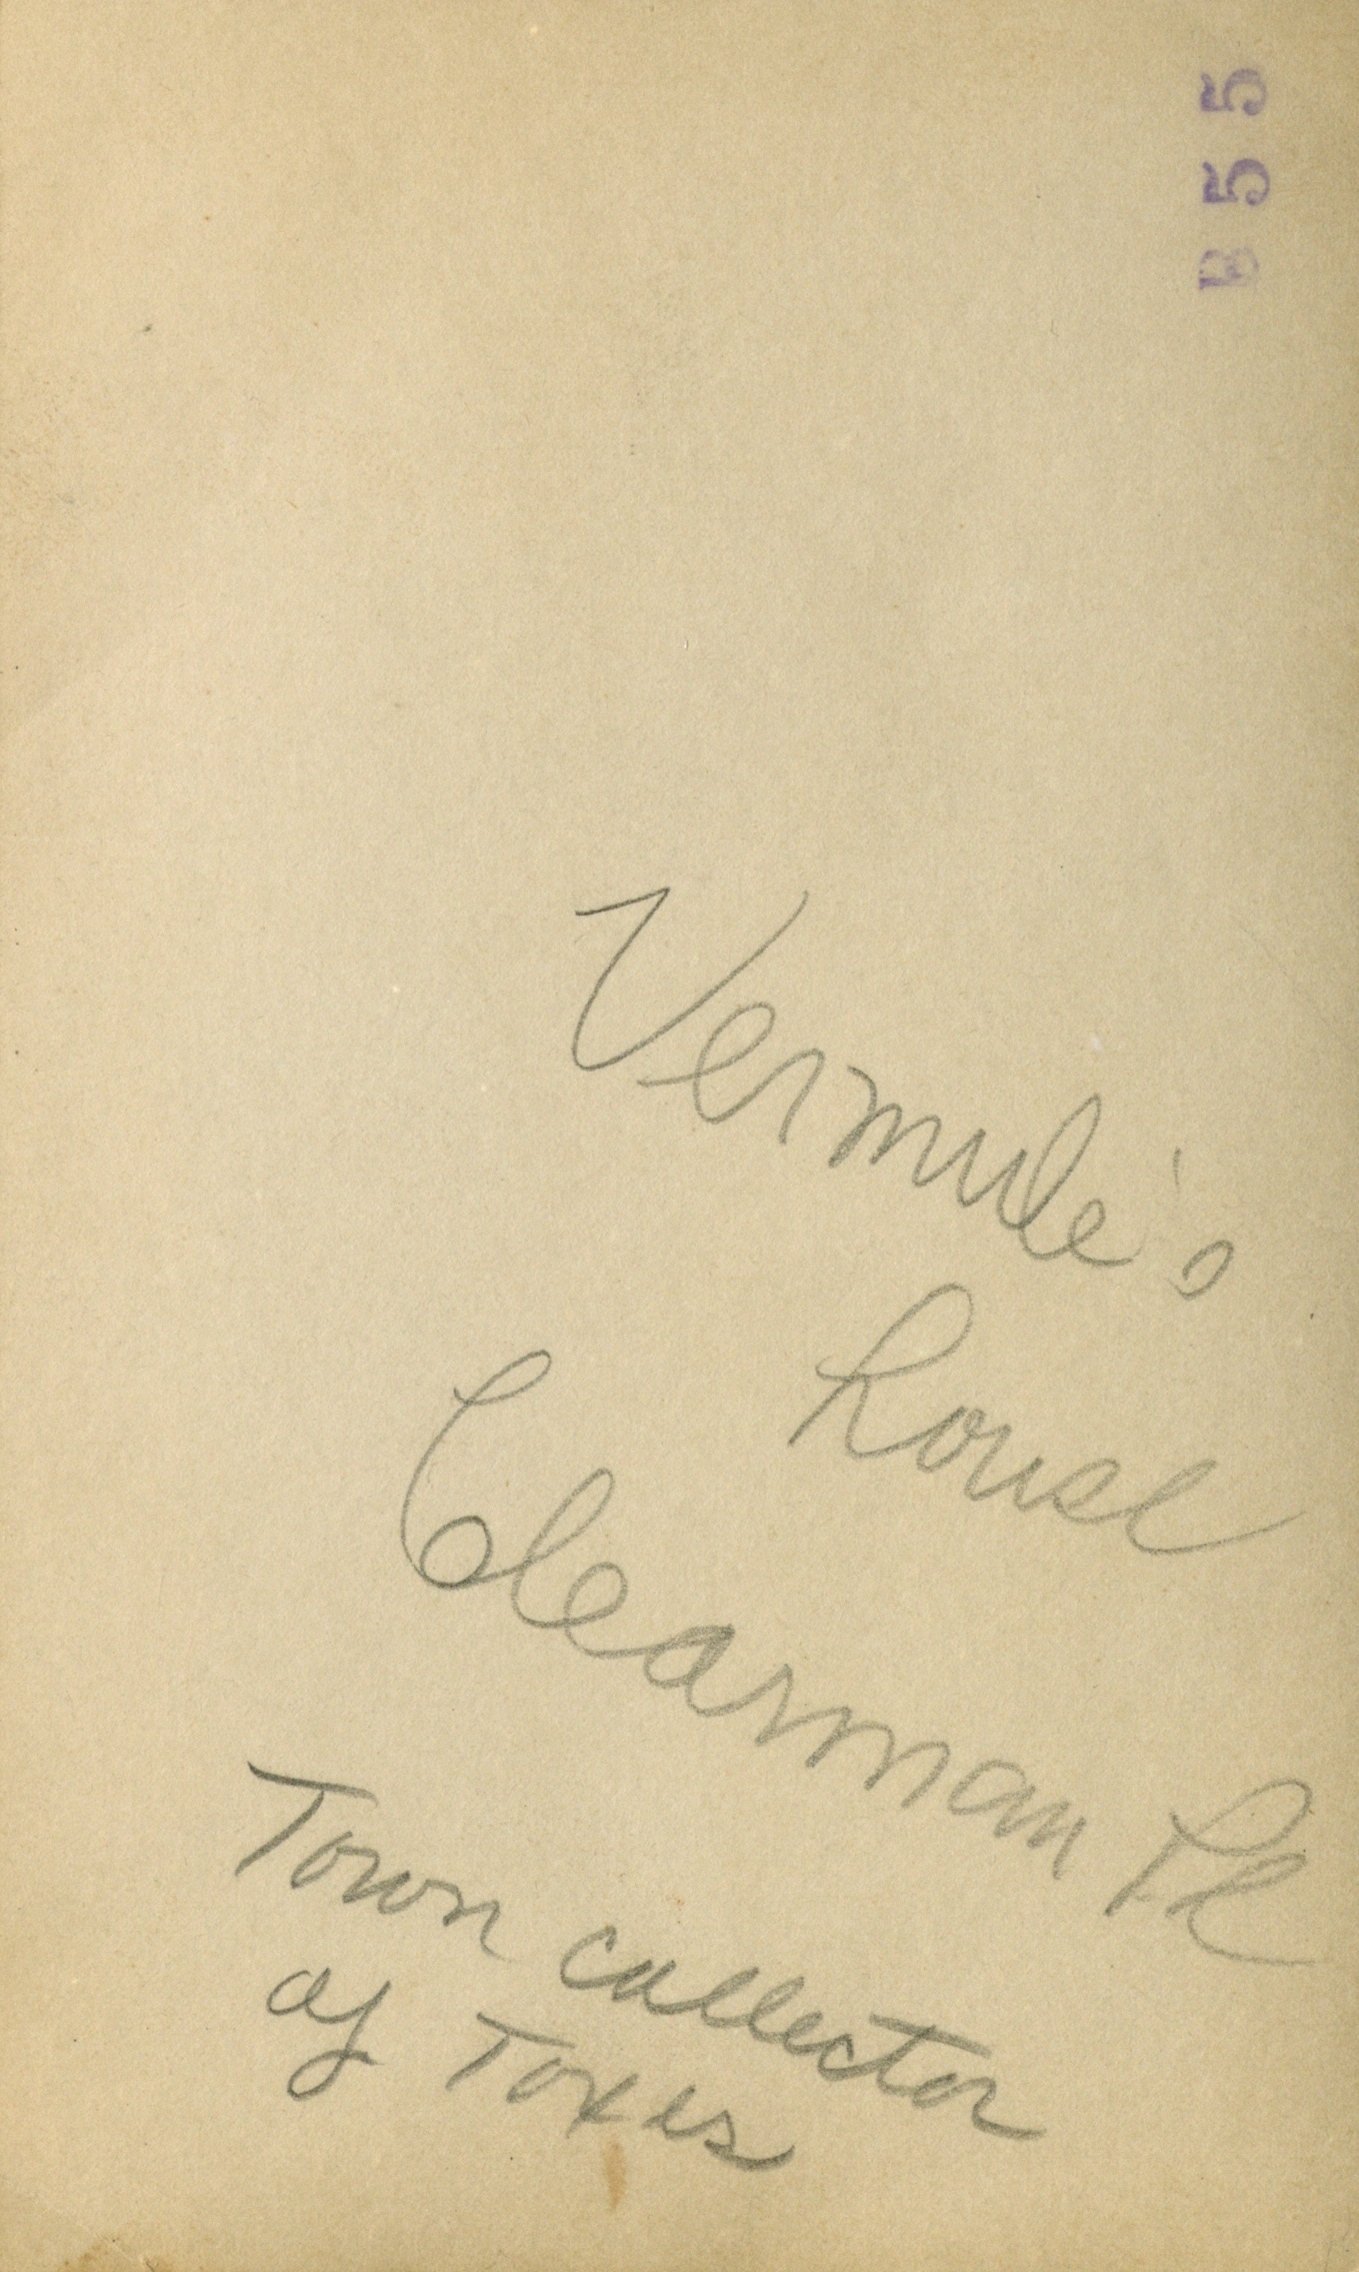 B55
Vermule's
house
Clearman Pl
Town collector
of Taxes